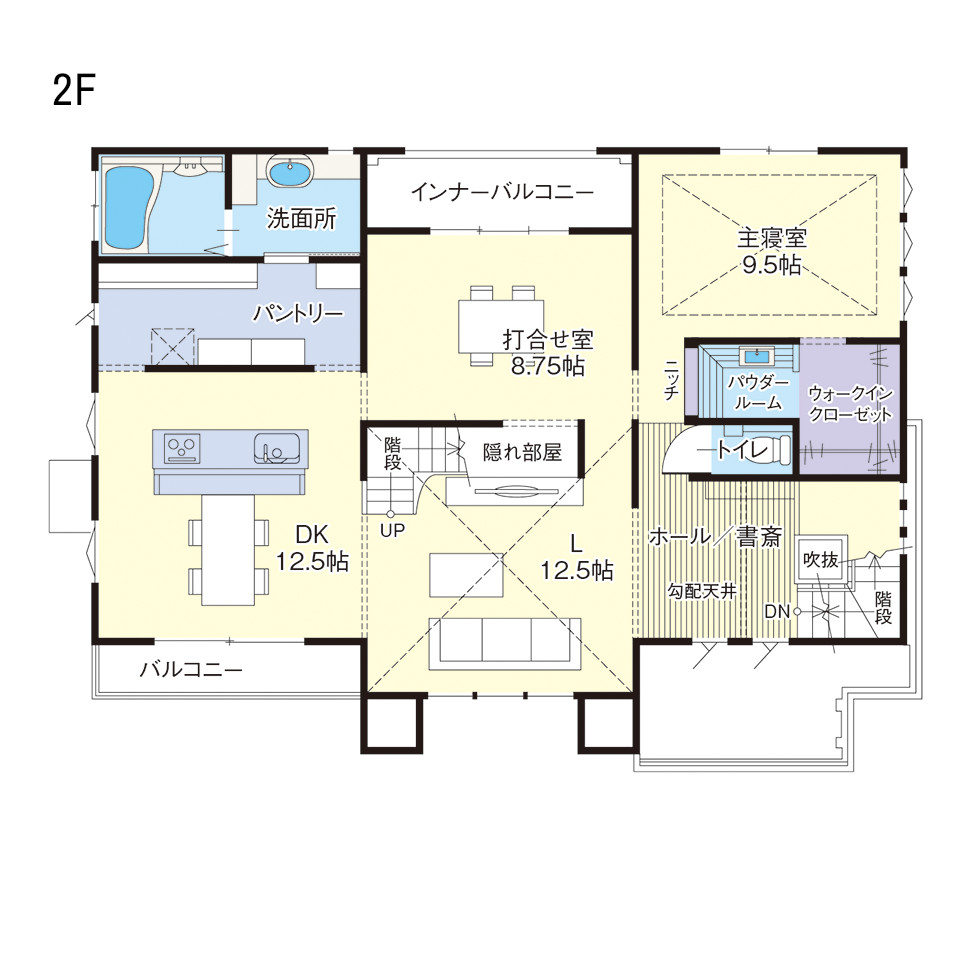 2F
インナーバルコニー
洗面所
主寝室
9.5帖
パントリー
打合せ室
8.75帖
ニッチ
パウダー
ルーム
ウォークイン
クローゼット
階段
隠れ部屋
トイレ
UP
DK
12.5帖
L
12.5帖
ホール／書斎
吹抜
勾配天井
DN
階段
バルコニー